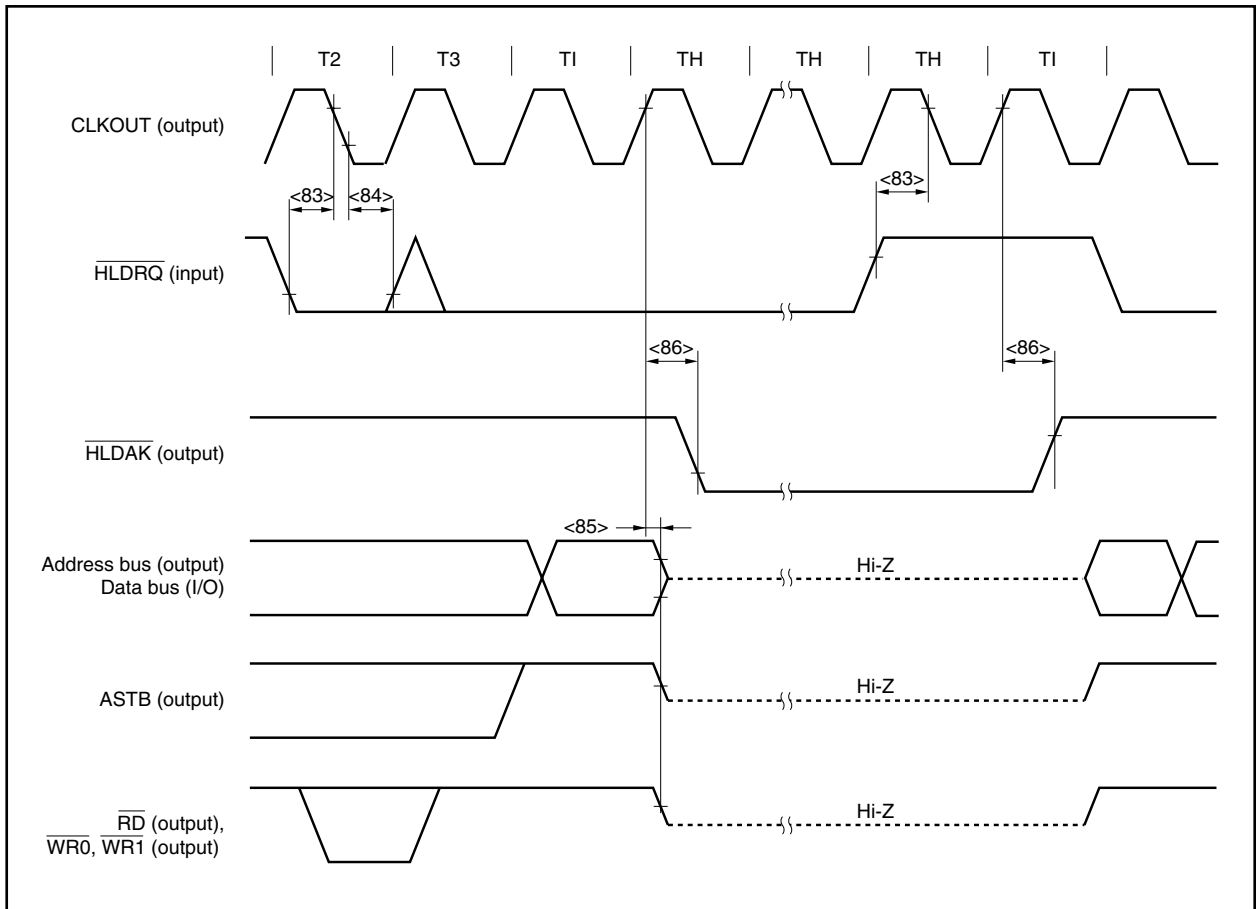 T2 T3 TI TH TH TH TI
CLKOUT (output)
<83> <84> <83>
HLDRQ (input)
<86> <86>
HLDAK (output)
<85>
Address bus (output)
Data bus (I/O)
Hi-Z
ASTB (output)
Hi-Z
RD (output),
WR0, WR1 (output)
Hi-Z